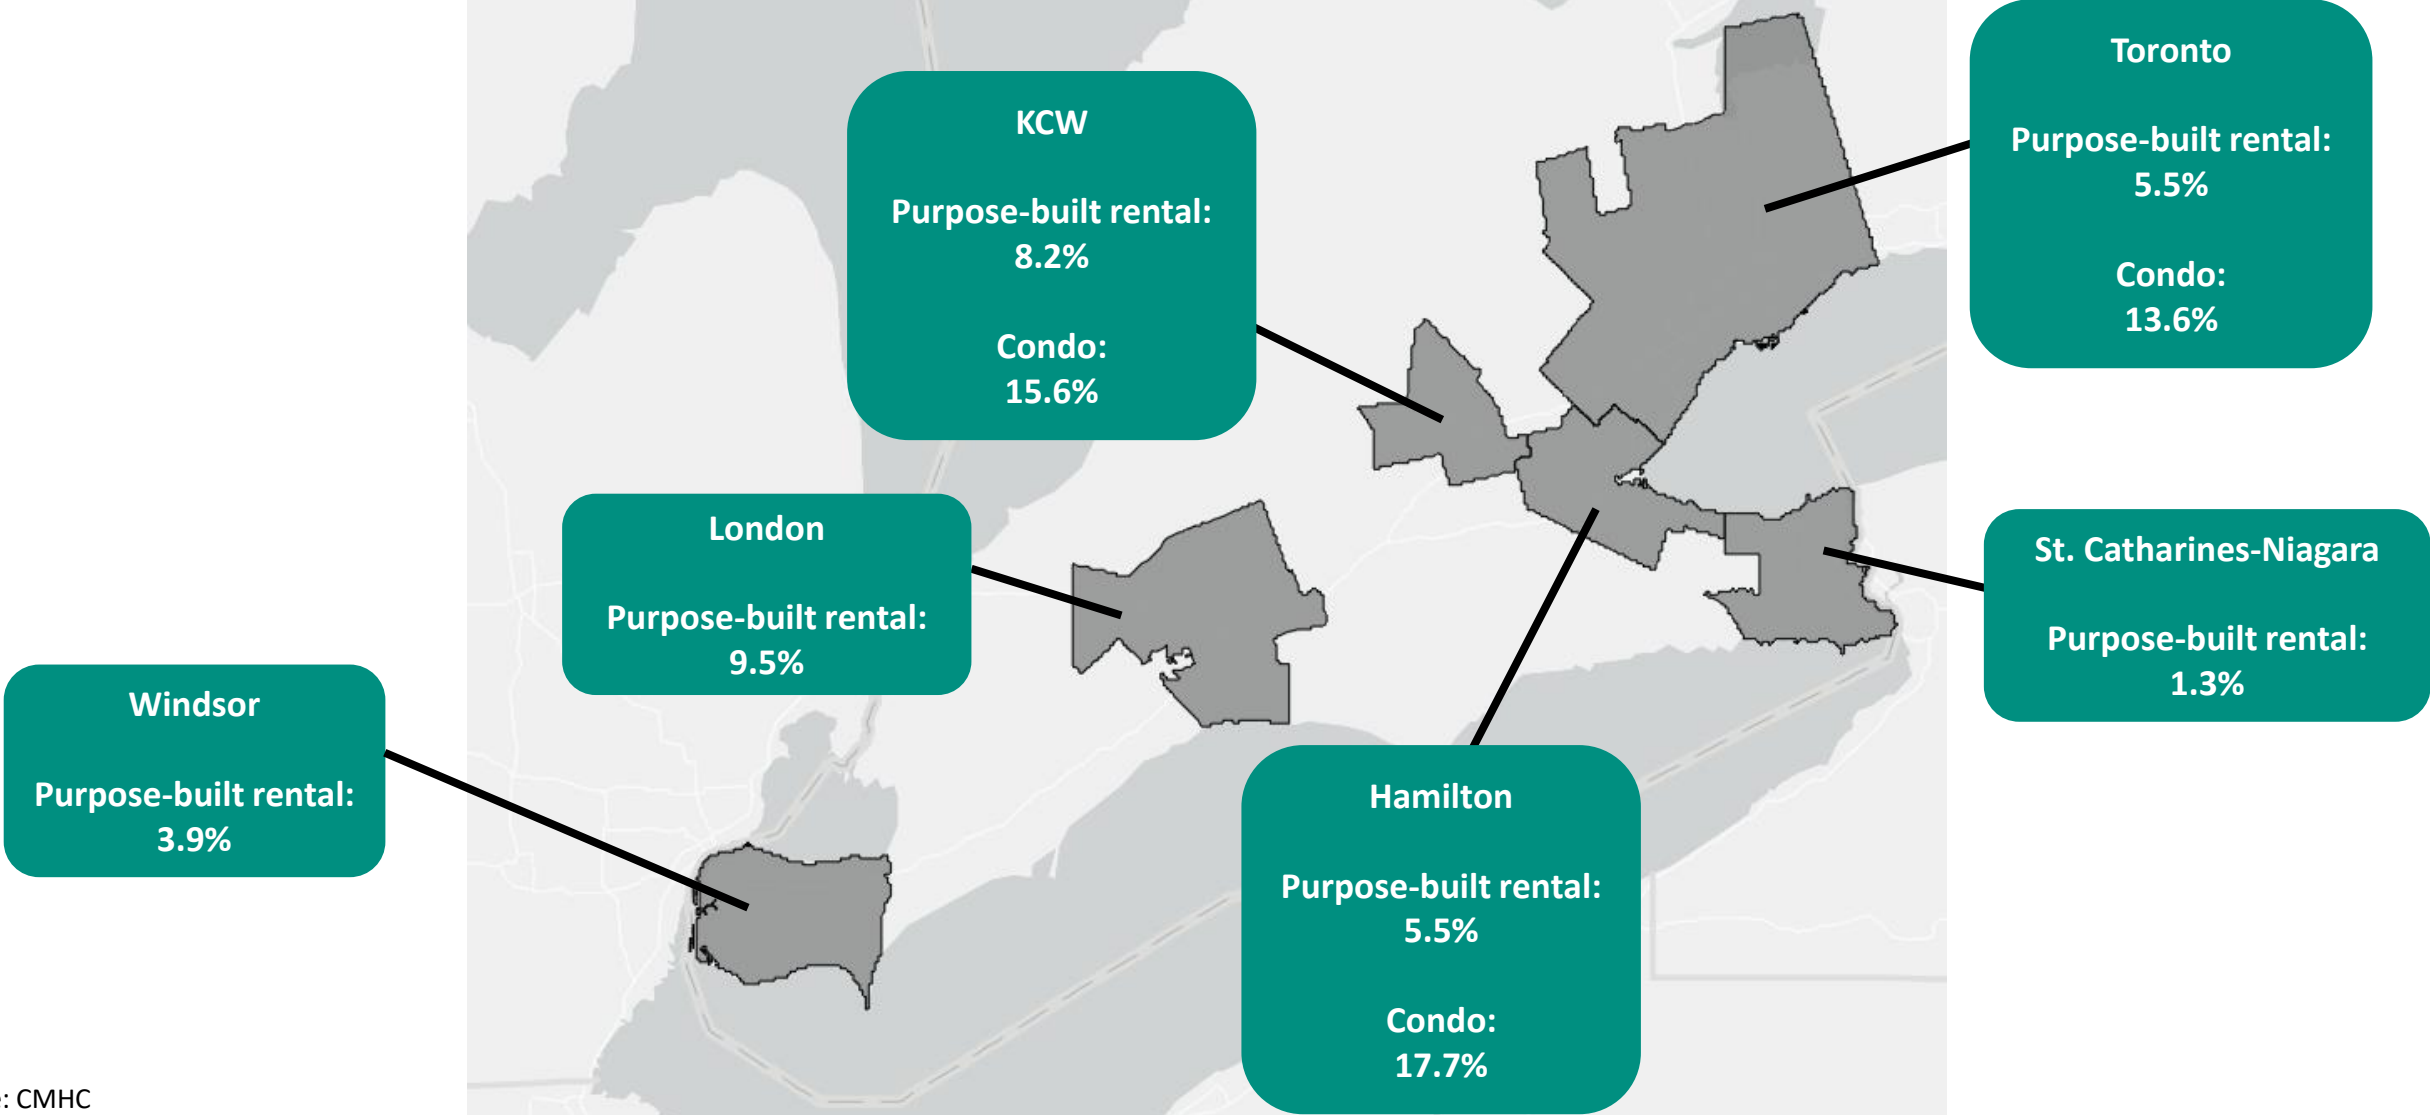 Toronto
Purpose-built rental:
5.5%
Condo:
13.6%
KCW
Purpose-built rental:
8.2%
Condo:
15.6%
London
Purpose-built rental:
9.5%
St. Catharines-Niagara
Purpose-built rental:
1.3%
Windsor
Purpose-built rental:
3.9%
Hamilton
Purpose-built rental:
5.5%
Condo:
17.7%
: CMHC